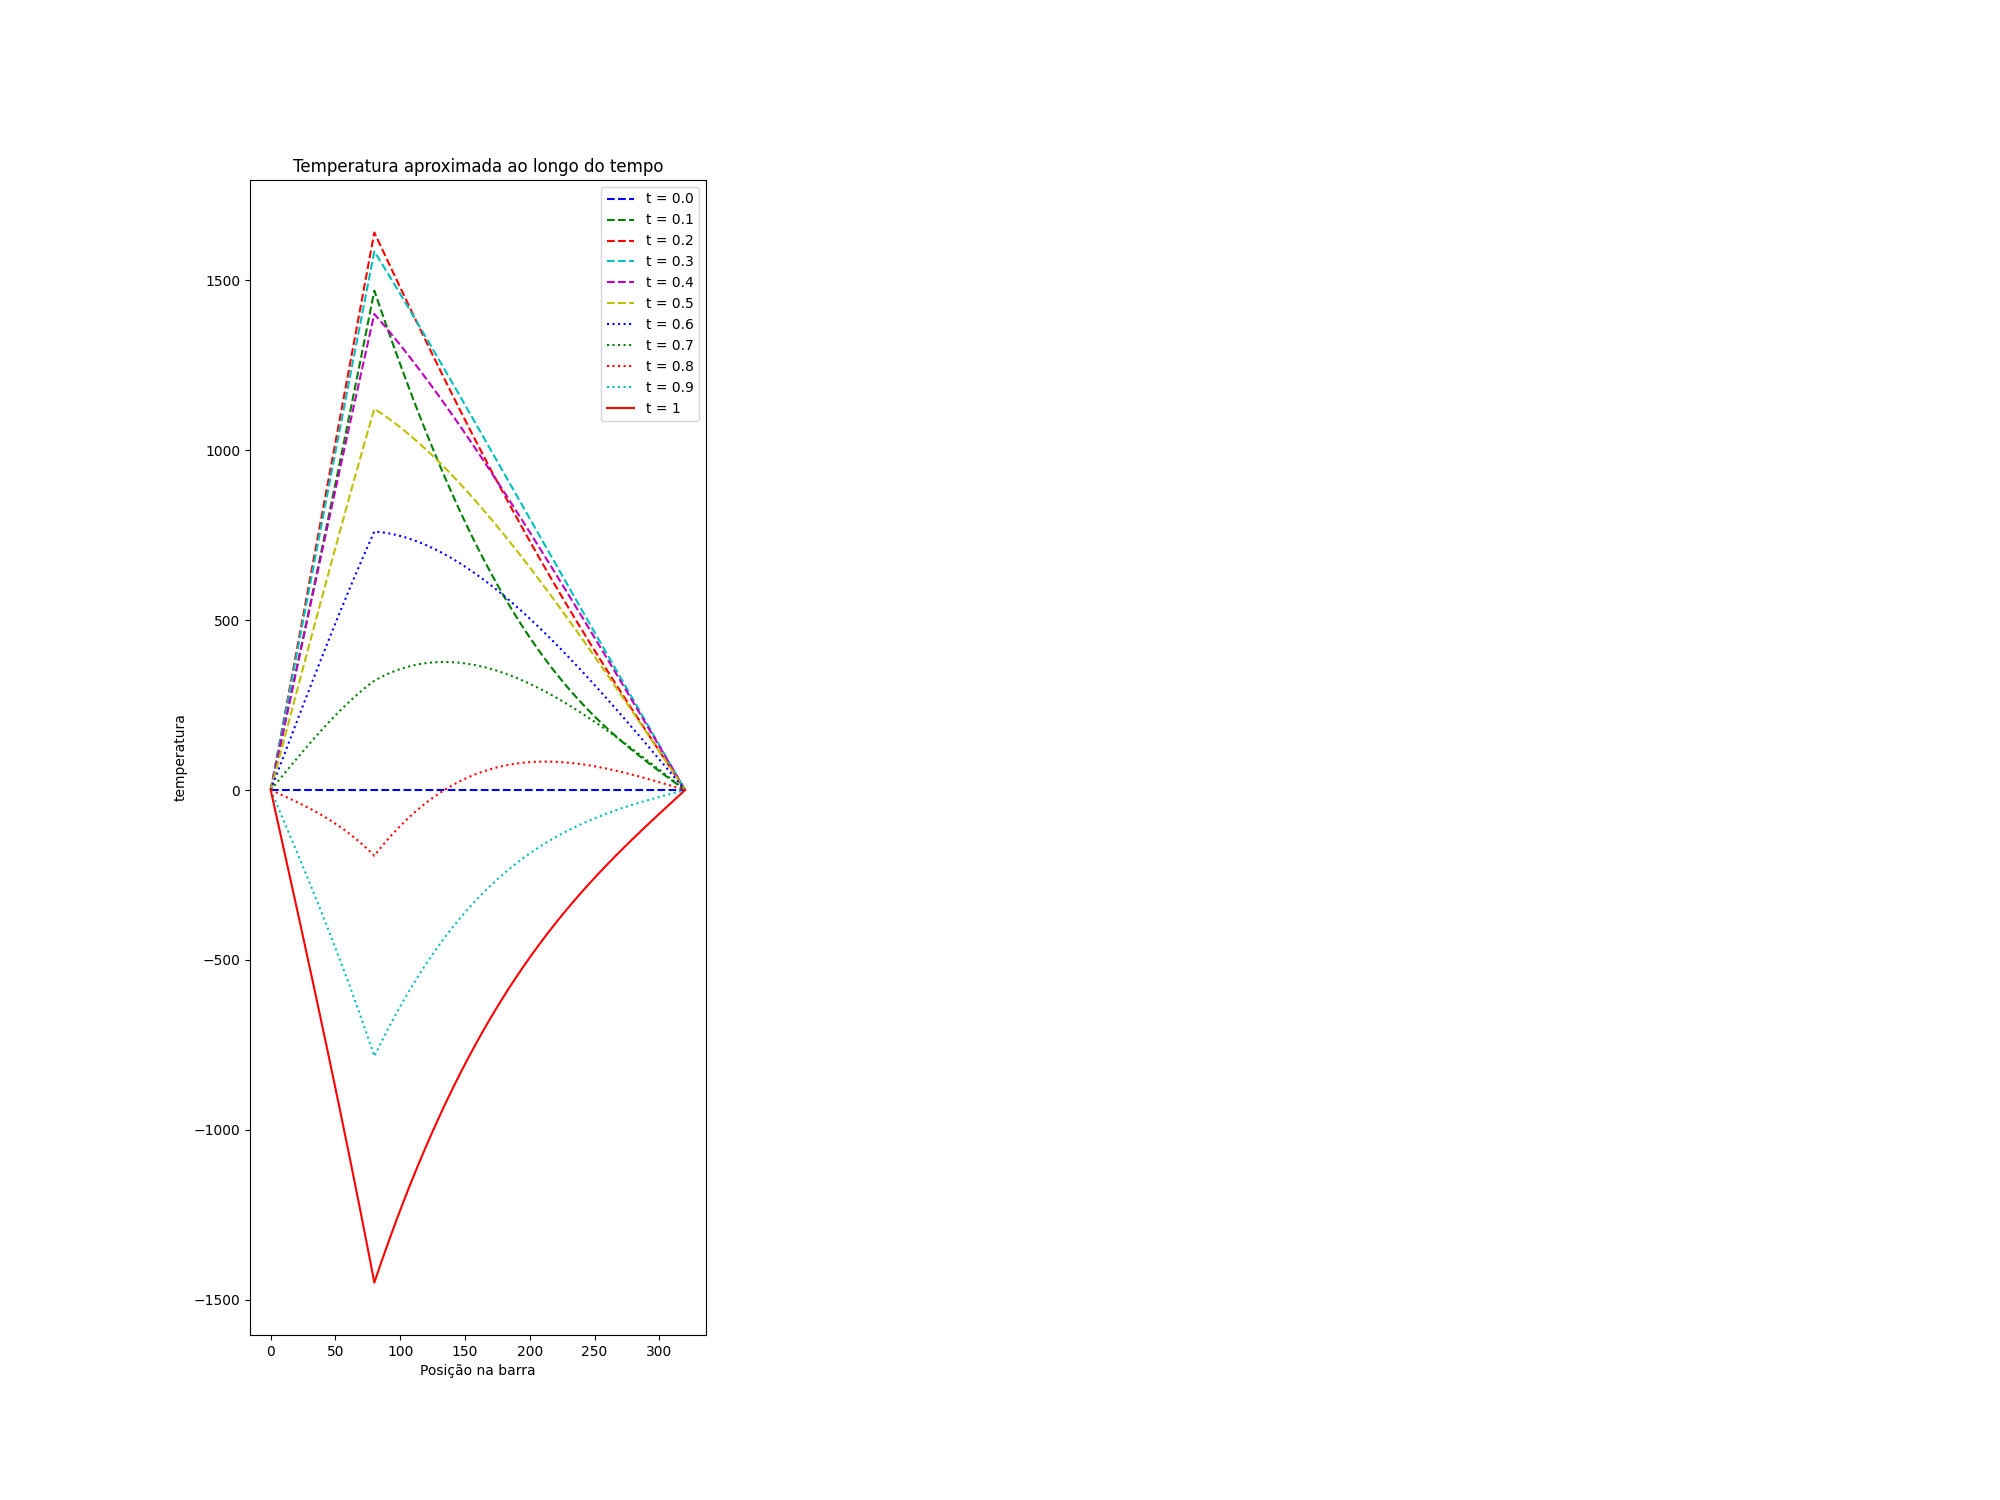 Temperatura aproximada ao longo do tempo
t = 0.0
t = 0.1
t = 0.2
t = 0.3
t = 0.4
t = 0.5
t = 0.6
t = 0.7
t = 0.8
t = 0.9
t = 1
1500
1000
500
0
−500
−1000
−1500
temperatura
0 50 100 150 200 250 300
Posição na barra